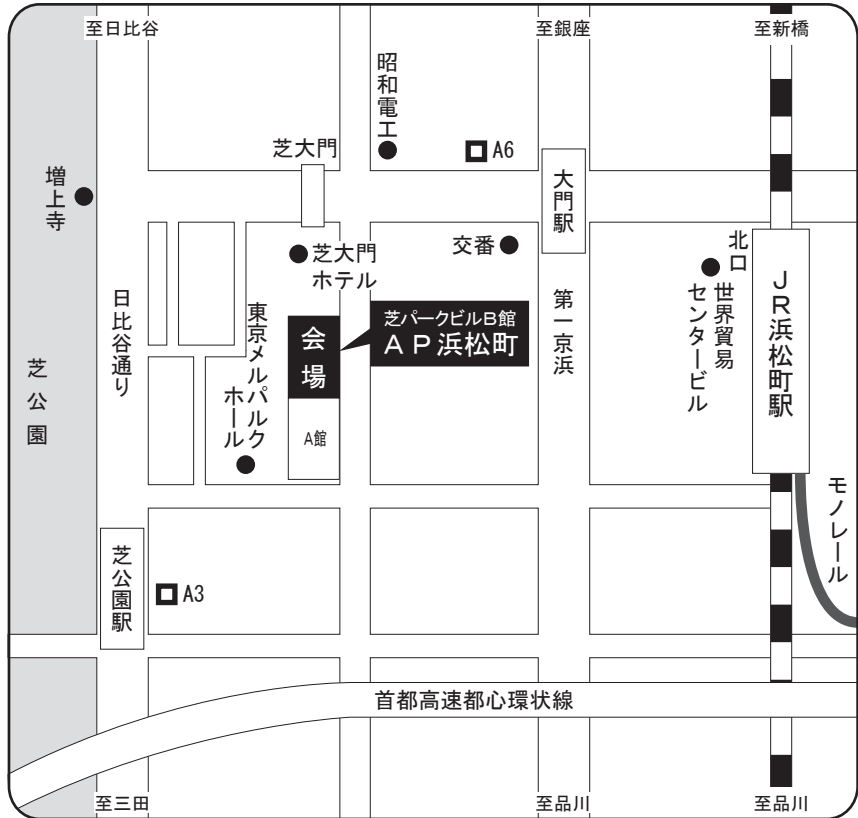 至日比谷
至銀座
至新橋
昭和電工
芝大門
A6
大門駅
増上寺
交番
北口
芝大門
ホテル
世界貿易
センタービル
JR浜松町駅
日比谷通り
東京メルパルク
ホール
会場
芝パークビルB館
AP浜松町
第一京浜
芝公園
A館
モノレール
芝公園駅
A3
首都高速都心環状線
至三田
至品川
至品川